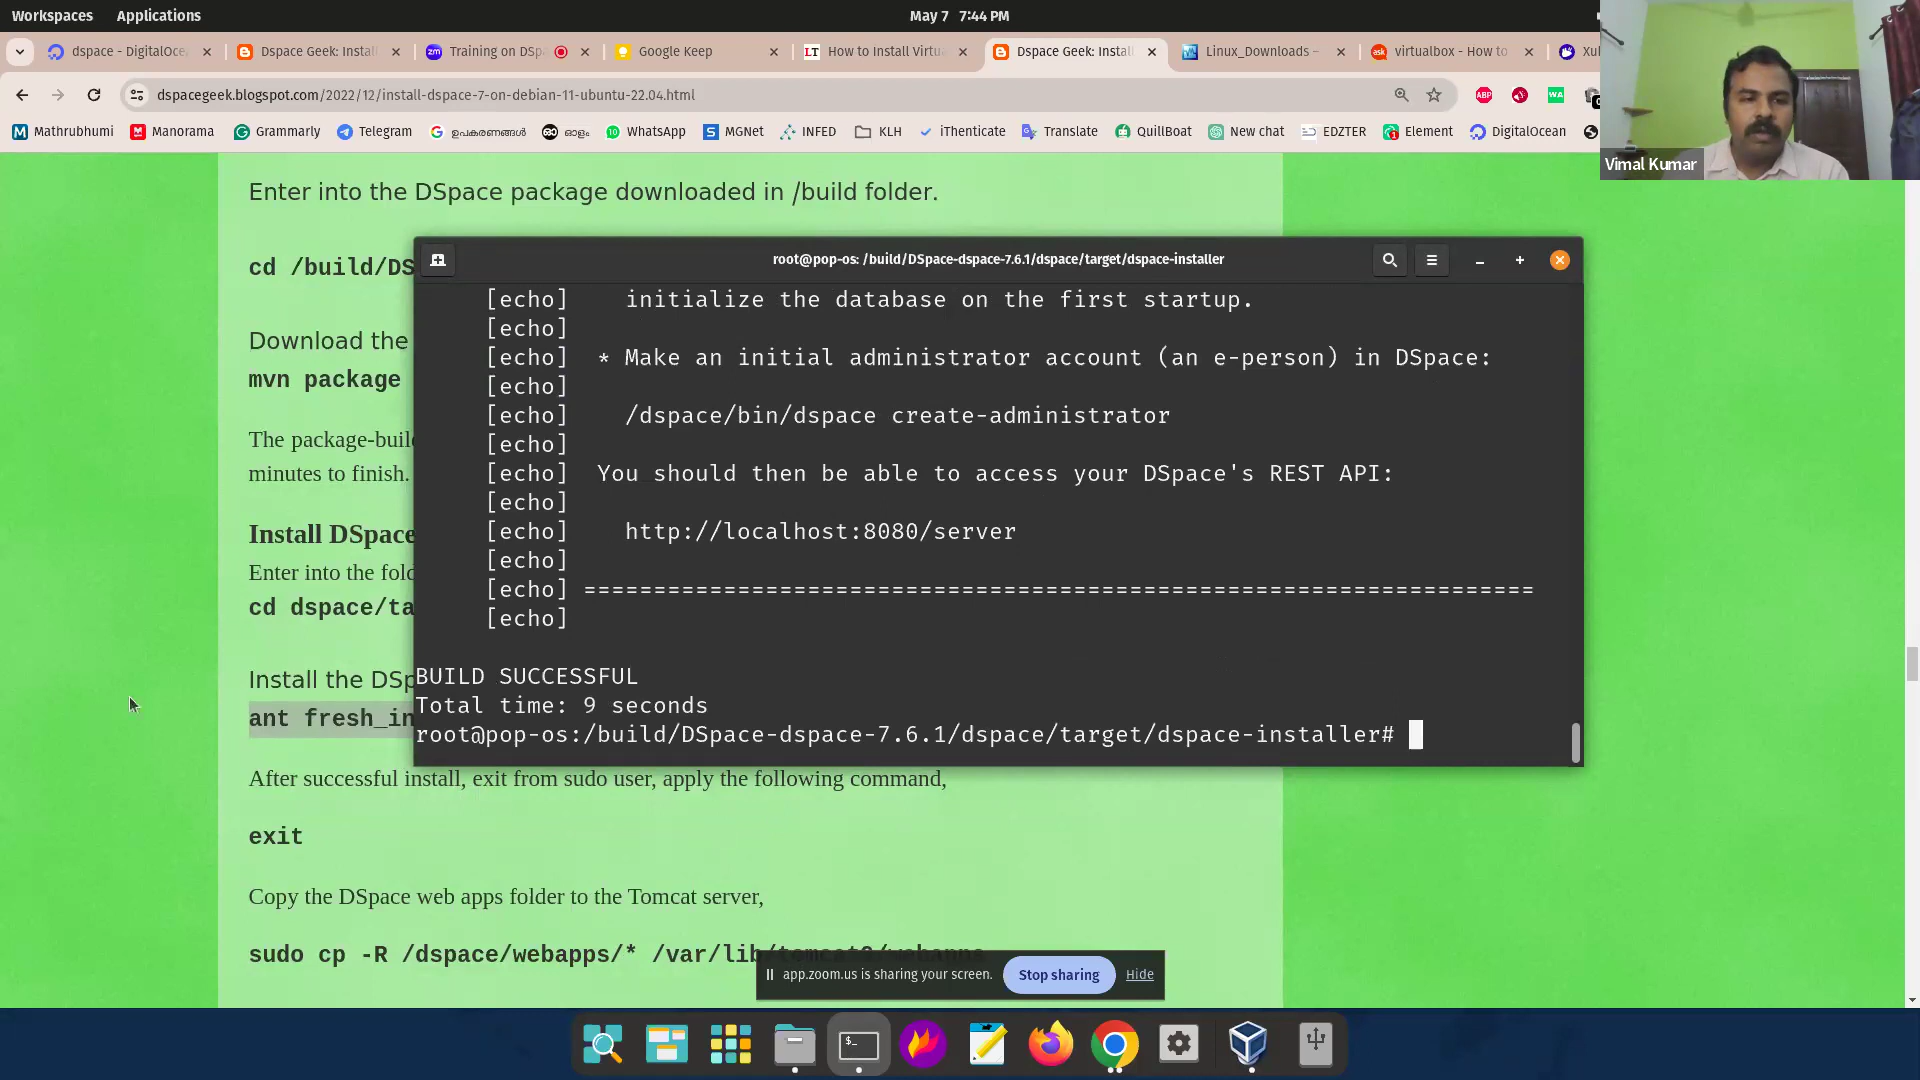 Workspaces Applications May 7 7:44 PM
dspace - DigitalOce
Dspace Geek: Instal
Training on DSp
Google Keep
How to Install Virtu
Dspace Geek: Instal
Linux_Downloads –
virtualbox - How to
dspacegeek.blogspot.com/2022/12/install-dspace-7-on-debian-11-ubuntu-22.04.html
Mathrubhumi Manorama Grammarly Telegram ഉപകരണങ്ങൾ ഓളം WhatsApp MGNet INFED KLH iThenticate Translate QuillBoat New chat EDZTER Element DigitalOcean
Vimal Kumar
Enter into the DSpace package downloaded in /build folder.
cd /build/DS
Download the
mvn package
The package-buil
minutes to finish.
Install DSpace
Enter into the fold
cd dspace/ta
Install the DSp
ant fresh_in
root@pop-os: /build/DSpace-dspace-7.6.1/dspace/target/dspace-installer
[echo] initialize the database on the first startup.
[echo]
[echo] * Make an initial administrator account (an e-person) in DSpace:
[echo]
[echo] /dspace/bin/dspace create-administrator
[echo]
[echo] You should then be able to access your DSpace's REST API:
[echo]
[echo] http://localhost:8080/server
[echo]
[echo] ====================================================================
[echo]
BUILD SUCCESSFUL
Total time: 9 seconds
root@pop-os:/build/DSpace-dspace-7.6.1/dspace/target/dspace-installer#
After successful install, exit from sudo user, apply the following command,
exit
Copy the DSpace web apps folder to the Tomcat server,
sudo cp -R /dspace/webapps/* /var/lib/tomcat9/webapps
app.zoom.us is sharing your screen. Stop sharing Hide